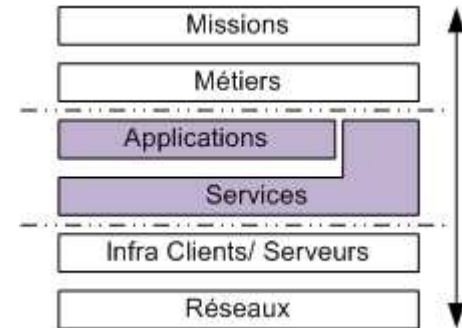 Missions
Métiers
Applications
Services
Infra Clients/ Serveurs
Réseaux